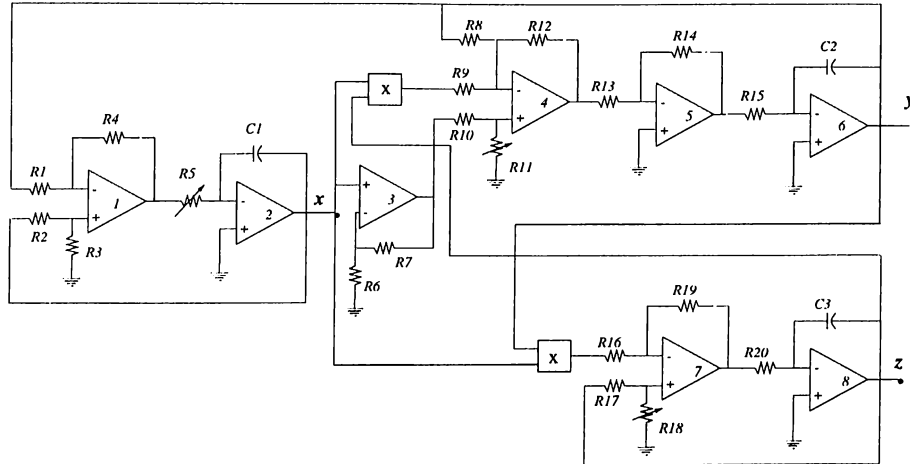 R8
R12
R14
C2
X
R9
-
+
4
R13
-
+
5
R15
-
+
6
y
R10
R11
R4
C1
R1
R2
-
+
1
R5
-
+
2
x
R3
+
-
3
R7
R6
R19
C3
X
R16
R17
-
+
7
R20
-
+
8
z
R18